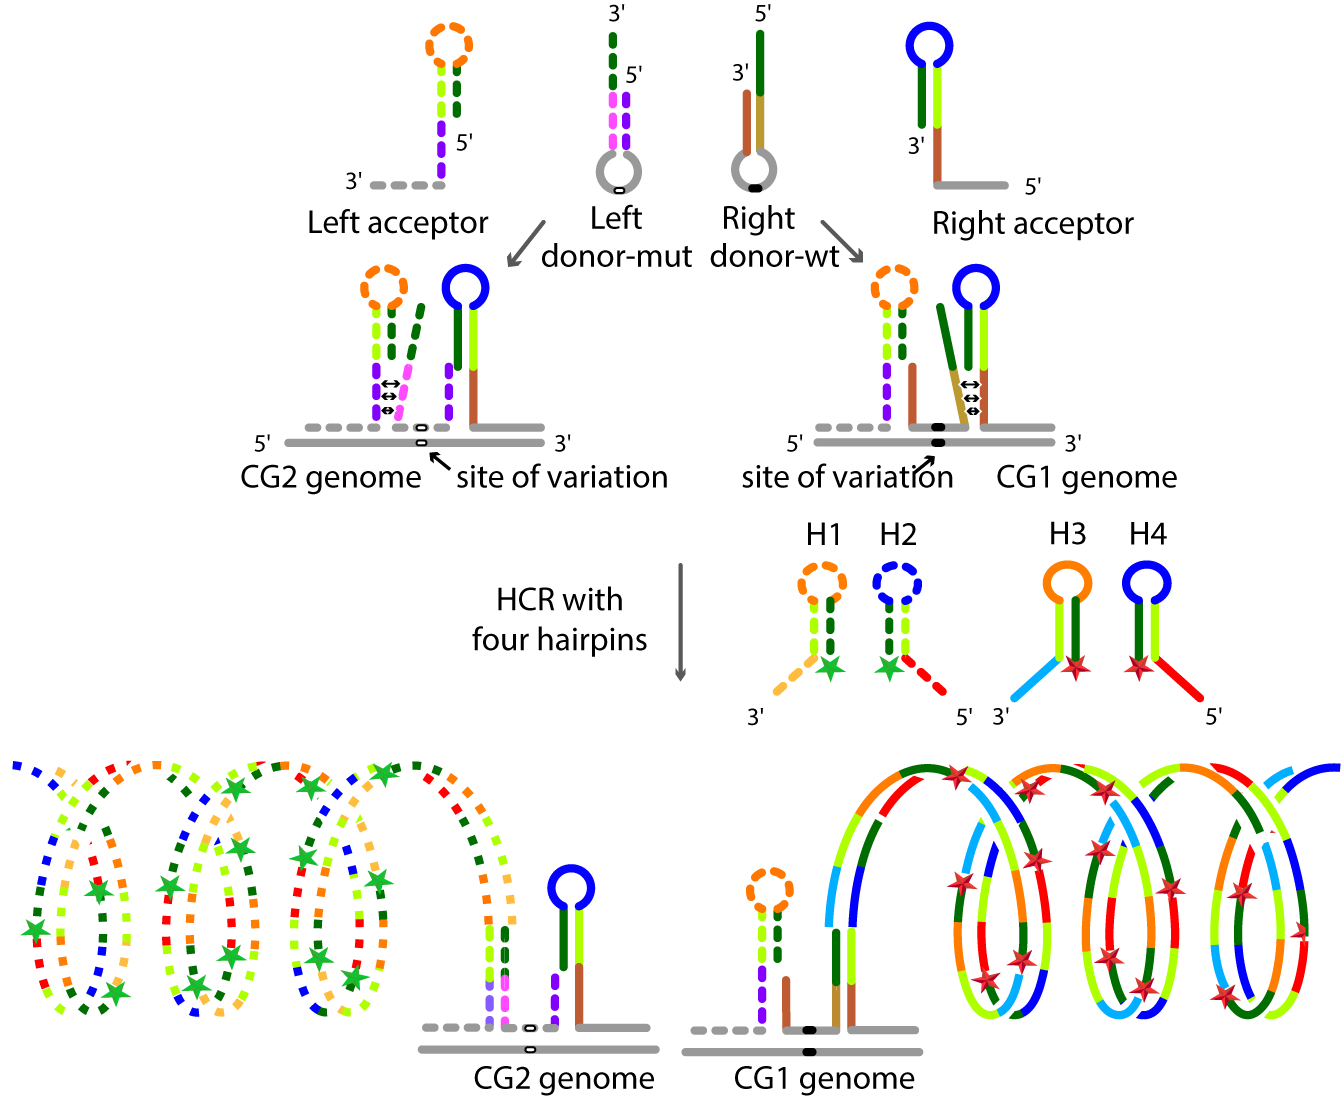 3'
5'
5'
3'
5'
3'
3'
5'
Left acceptor
Left
donor-mut
Right
donor-wt
Right acceptor
5'
3'
5'
3'
CG2 genome
site of variation
site of variation
CG1 genome
H1
H2
H3
H4
HCR with
four hairpins
3'
5'
3'
5'
CG2 genome
CG1 genome